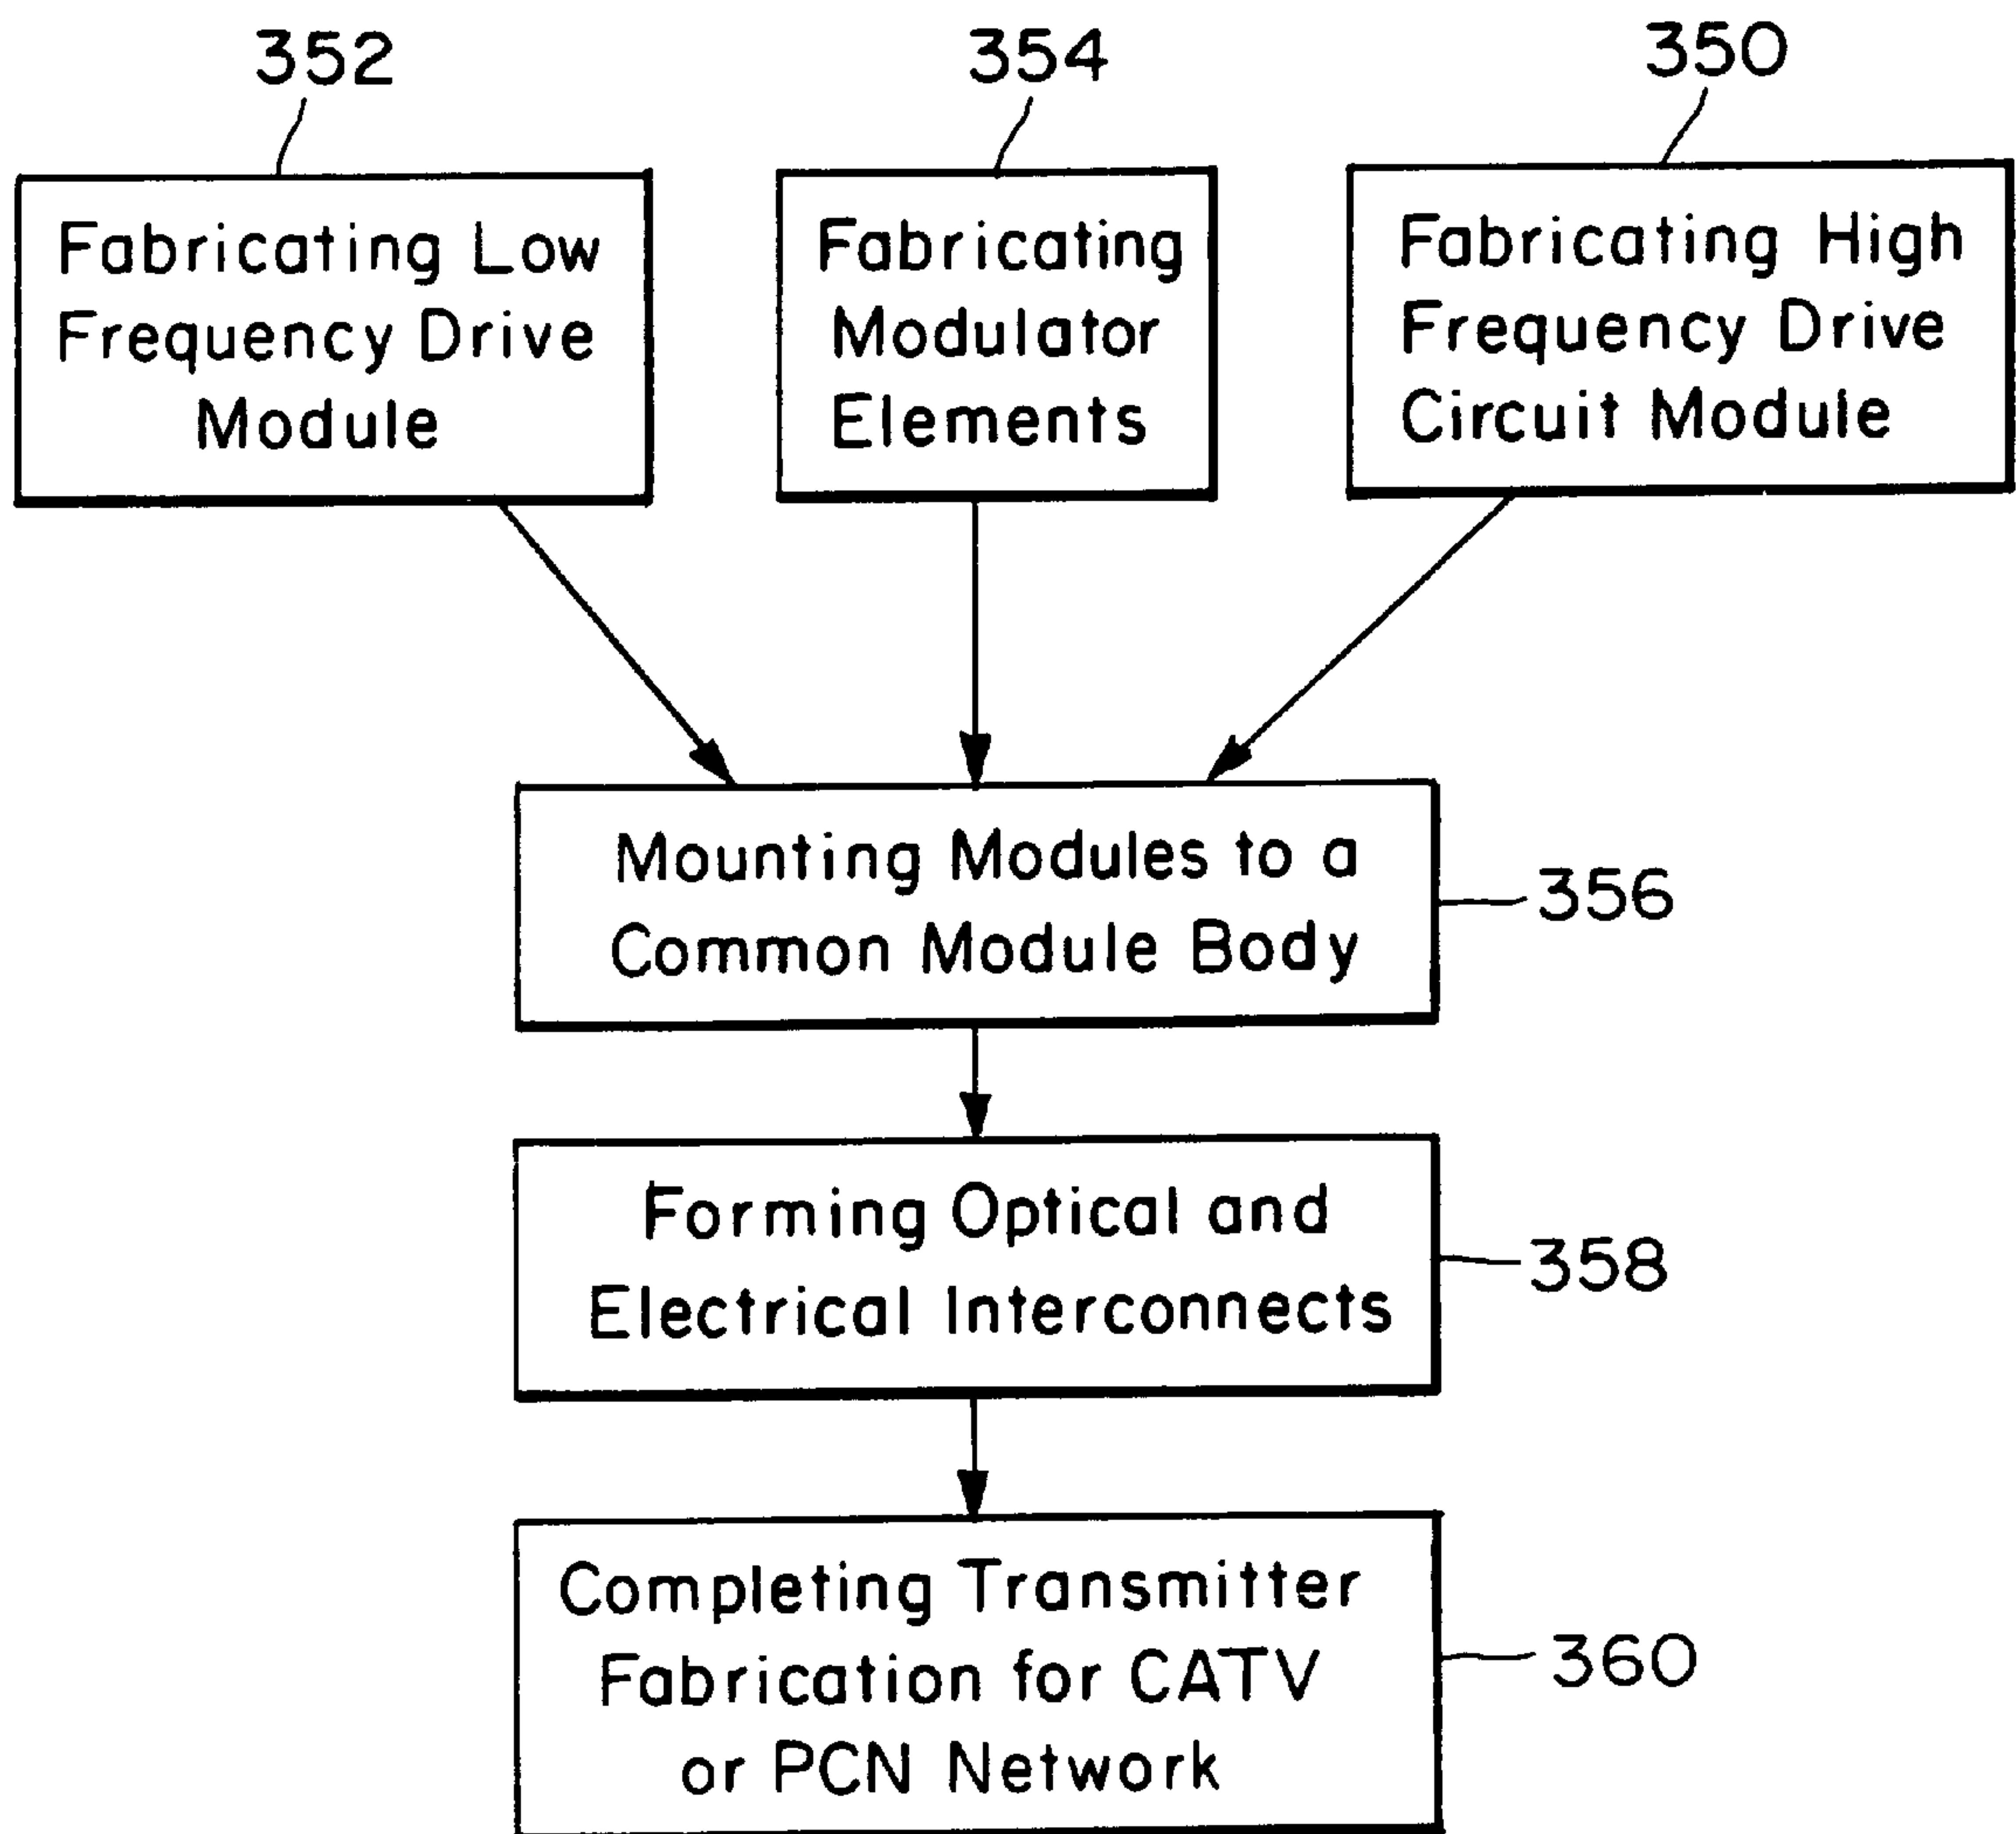 352
354
350
Fabricating Low
Frequency Drive
Module
Fabricating
Modulator
Elements
Fabricating High
Frequency Drive
Circuit Module
Mounting Modules to a
Common Module Body
356
Forming Optical and
Electrical Interconnects
358
Completing Transmitter
Fabrication for CATV
or PCN Network
360